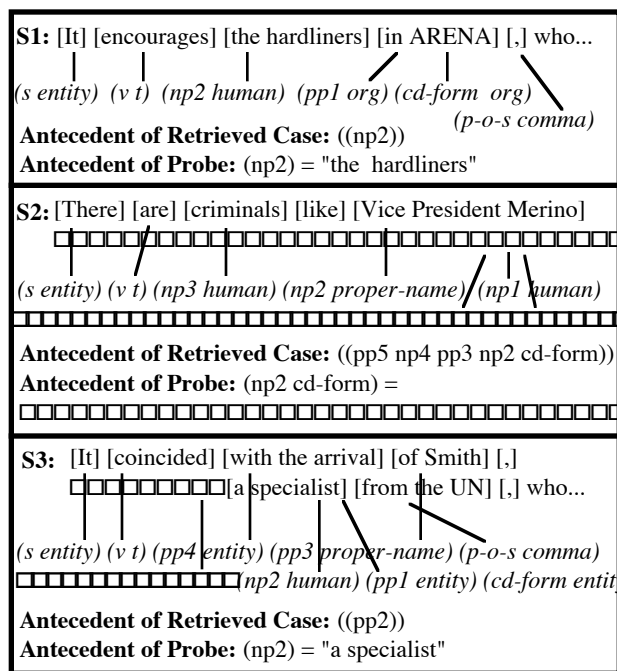 S1: [It] [encourages] [the hardliners] [in ARENA] [,] who...
(s entity) (v t) (np2 human) (pp1 org) (cd-form org)
(p-o-s comma)
Antecedent of Retrieved Case: ((np2))
Antecedent of Probe: (np2) = "the hardliners"
S2: [There] [are] [criminals] [like] [Vice President Merino]
(s entity) (v t) (np3 human) (np2 proper-name) (np1 human)
Antecedent of Retrieved Case: ((pp5 np4 pp3 np2 cd-form))
Antecedent of Probe: (np2 cd-form) =
S3: [It] [coincided] [with the arrival] [of Smith] [,]
[a specialist] [from the UN] [,] who...
(s entity) (v t) (pp4 entity) (pp3 proper-name) (p-o-s comma)
(np2 human) (pp1 entity) (cd-form entity
Antecedent of Retrieved Case: ((pp2))
Antecedent of Probe: (np2) = "a specialist"